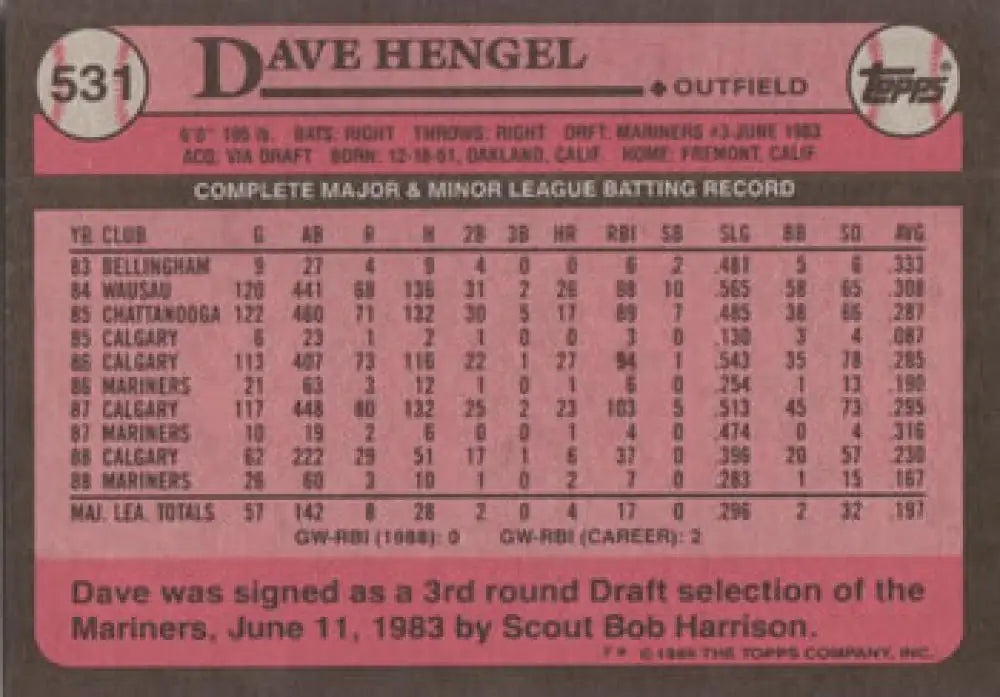 531
DAVE HENGEL
OUTFIELD
TOPPS®
6'0" 185 lb. BATS: RIGHT THROWS: RIGHT DRFT: MARINERS #3-JUNE 1983
ACQ: VIA DRAFT BORN: 12-18-61, OAKLAND, CALIF. HOME: FREMONT, CALIF.
COMPLETE MAJOR & MINOR LEAGUE BATTING RECORD
YR CLUB G AB R H 2B 3B HR RBI SB SLG BB SO AVG
83 BELLINGHAM 9 27 4 9 4 0 0 6 2 .481 5 6 .333
84 WAUSAU 120 441 68 136 31 2 26 88 10 .565 58 65 .308
85 CHATTANOOGA 122 460 71 132 30 5 17 89 7 .485 38 66 .287
85 CALGARY 6 23 1 2 1 0 0 3 0 .130 3 4 .087
86 CALGARY 113 407 73 116 22 1 27 94 1 .543 35 78 .285
86 MARINERS 21 63 3 12 1 0 1 6 0 .254 1 13 .190
87 CALGARY 117 448 80 132 25 2 23 103 5 .513 45 73 .295
87 MARINERS 10 19 2 6 0 0 1 4 0 .474 0 4 .316
88 CALGARY 62 222 29 51 17 1 6 37 0 .396 20 57 .230
88 MARINERS 26 60 3 10 1 0 2 7 0 .283 1 15 .167
MAJ. LEA. TOTALS 57 142 8 28 2 0 4 17 0 .296 2 32 .197
GW-RBI (1988): 0 GW-RBI (CAREER): 2
Dave was signed as a 3rd round Draft selection of the
Mariners, June 11, 1983 by Scout Bob Harrison.
© 1989 THE TOPPS COMPANY, INC.